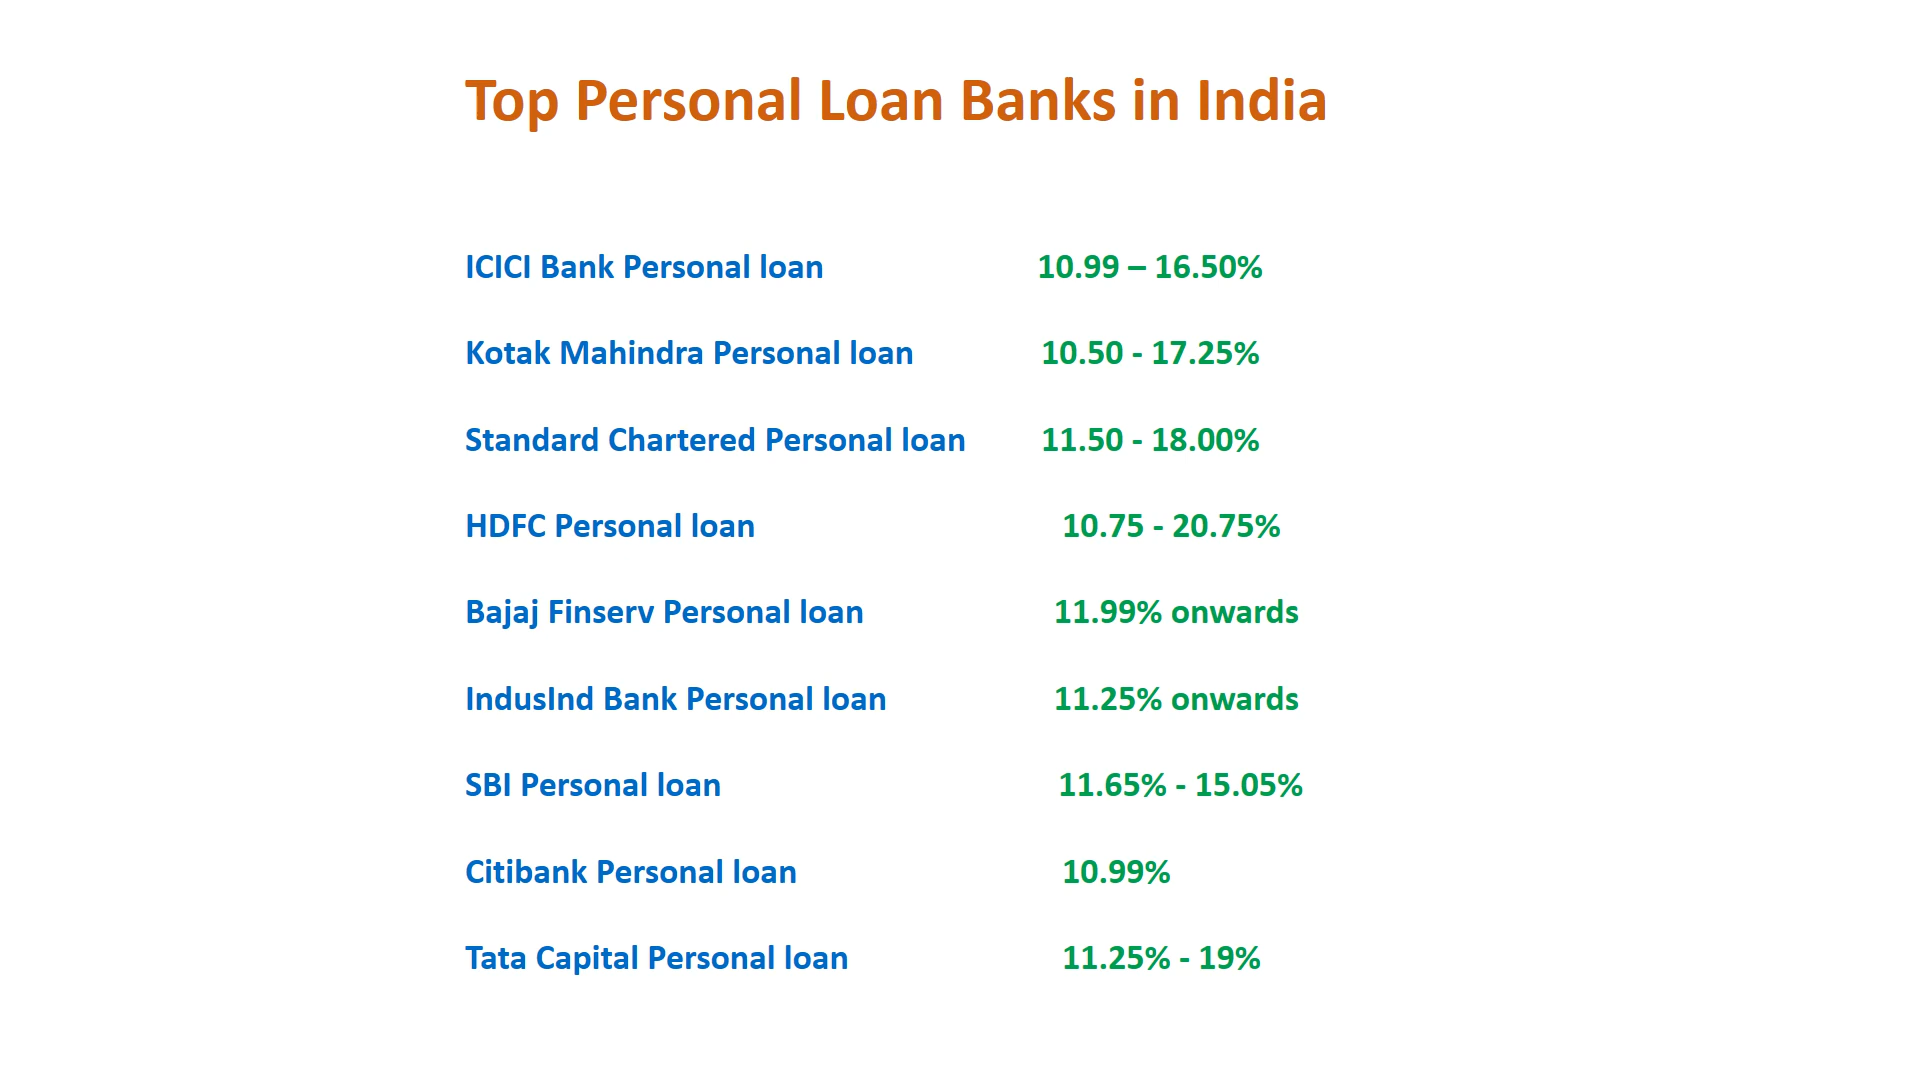 Top Personal Loan Banks in India
ICICI Bank Personal loan 10.99 – 16.50%
Kotak Mahindra Personal loan 10.50 - 17.25%
Standard Chartered Personal loan 11.50 - 18.00%
HDFC Personal loan 10.75 - 20.75%
Bajaj Finserv Personal loan 11.99% onwards
IndusInd Bank Personal loan 11.25% onwards
SBI Personal loan 11.65% - 15.05%
Citibank Personal loan 10.99%
Tata Capital Personal loan 11.25% - 19%